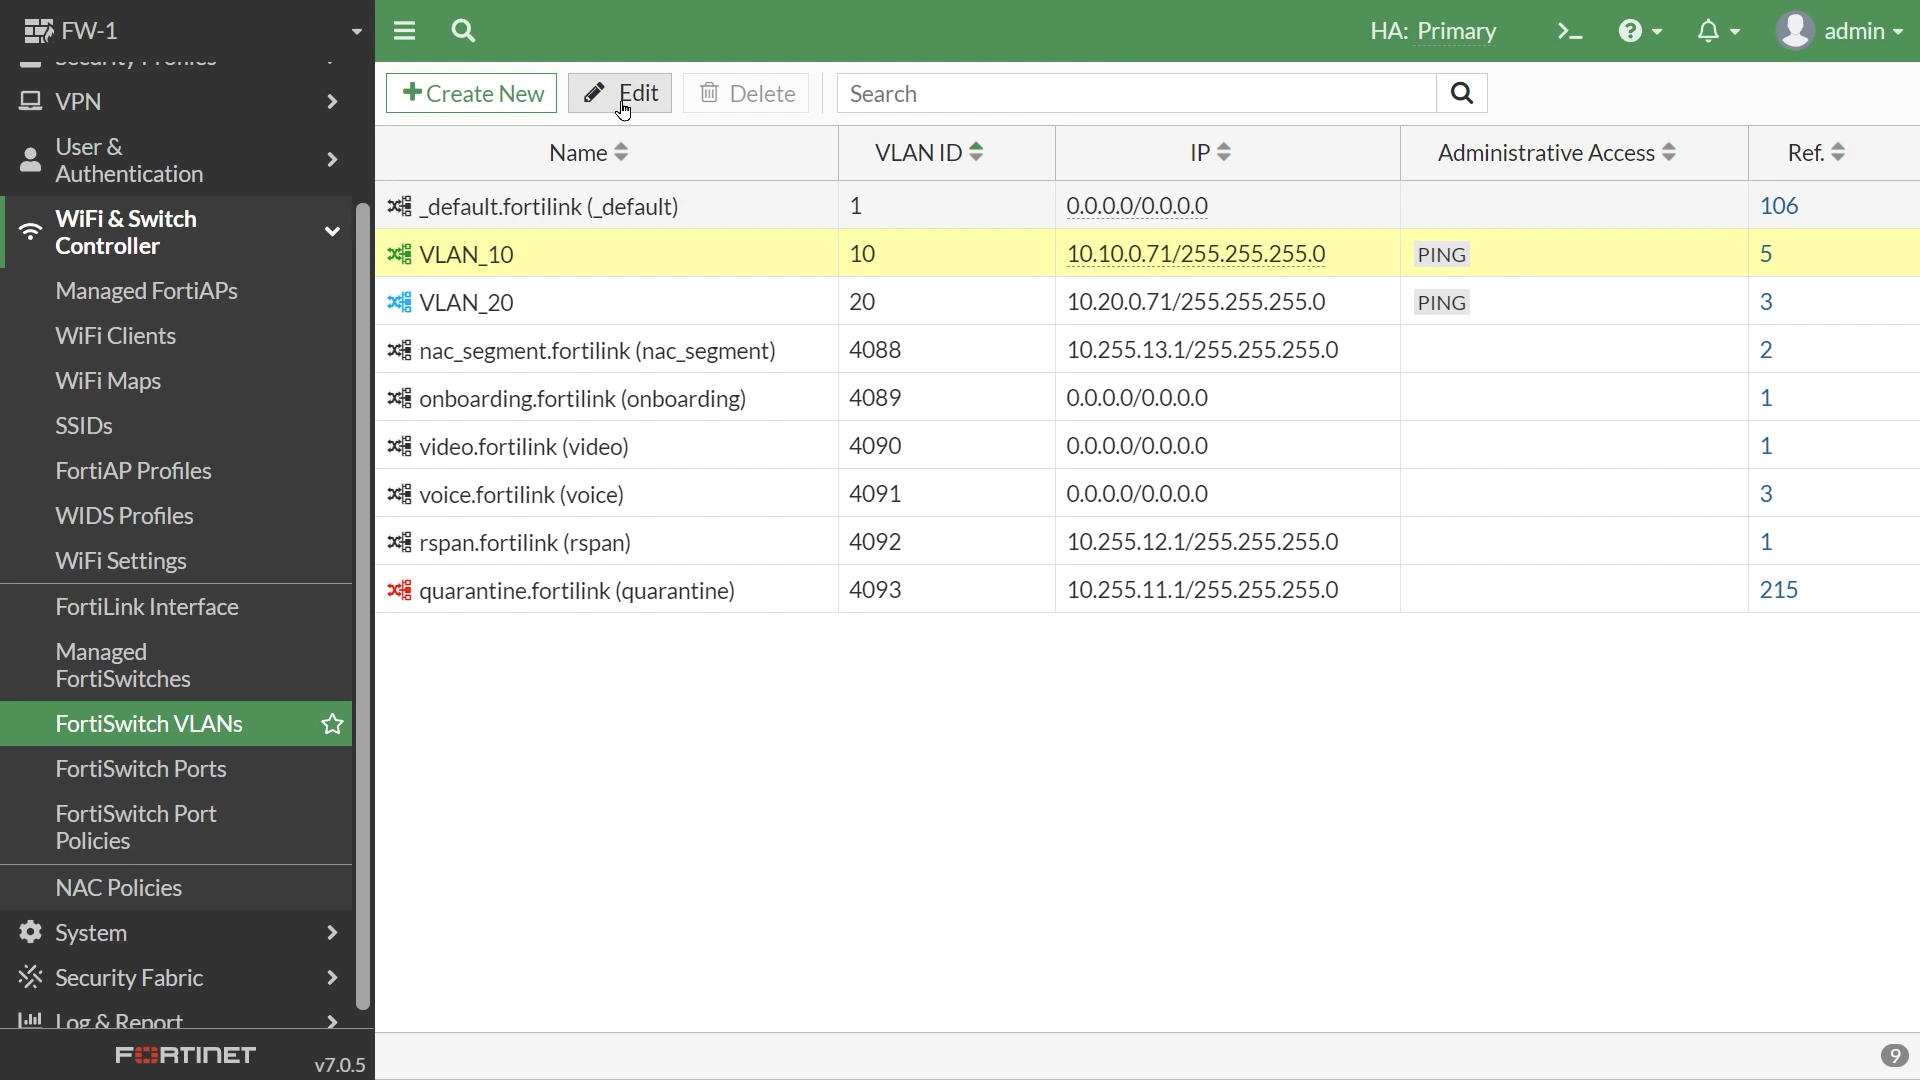 FW-1
HA: Primary
admin
Security Profiles
VPN
User &
Authentication
WiFi & Switch
Controller
Managed FortiAPs
WiFi Clients
WiFi Maps
SSIDs
FortiAP Profiles
WIDS Profiles
WiFi Settings
FortiLink Interface
Managed
FortiSwitches
FortiSwitch VLANs
FortiSwitch Ports
FortiSwitch Port
Policies
NAC Policies
System
Security Fabric
Log & Report
FORTINET v7.0.5
Create New Edit Delete Search
Name VLAN ID IP Administrative Access Ref.
_default.fortilink (_default) 1 0.0.0.0/0.0.0.0 106
VLAN_10 10 10.10.0.71/255.255.255.0 PING 5
VLAN_20 20 10.20.0.71/255.255.255.0 PING 3
nac_segment.fortilink (nac_segment) 4088 10.255.13.1/255.255.255.0 2
onboarding.fortilink (onboarding) 4089 0.0.0.0/0.0.0.0 1
video.fortilink (video) 4090 0.0.0.0/0.0.0.0 1
voice.fortilink (voice) 4091 0.0.0.0/0.0.0.0 3
rspan.fortilink (rspan) 4092 10.255.12.1/255.255.255.0 1
quarantine.fortilink (quarantine) 4093 10.255.11.1/255.255.255.0 215
9